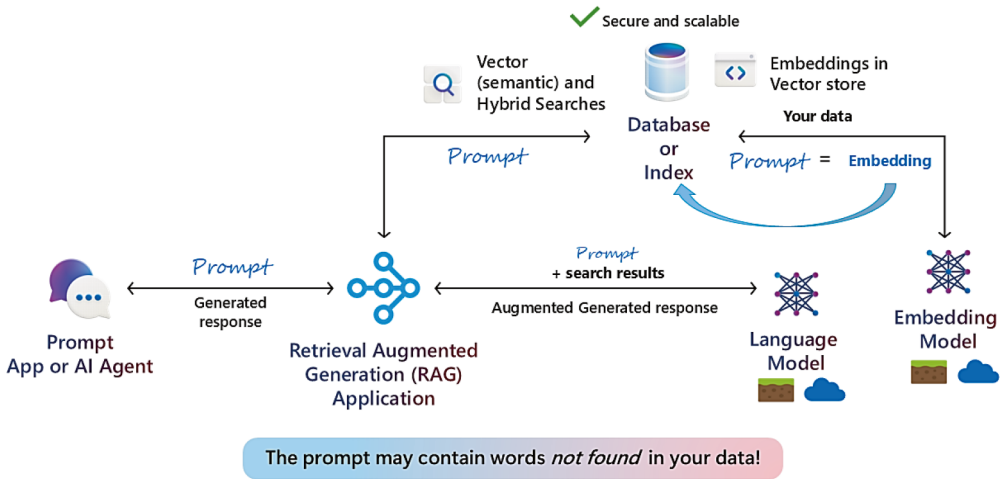 Secure and scalable
Vector
(semantic) and
Hybrid Searches
Embeddings in
Vector store
Database
or
Index
Your data
Prompt
Prompt = Embedding
Prompt
Generated
response
Prompt
+ search results
Augmented Generated response
Prompt
App or AI Agent
Retrieval Augmented
Generation (RAG)
Application
Language
Model
Embedding
Model
The prompt may contain words not found in your data!